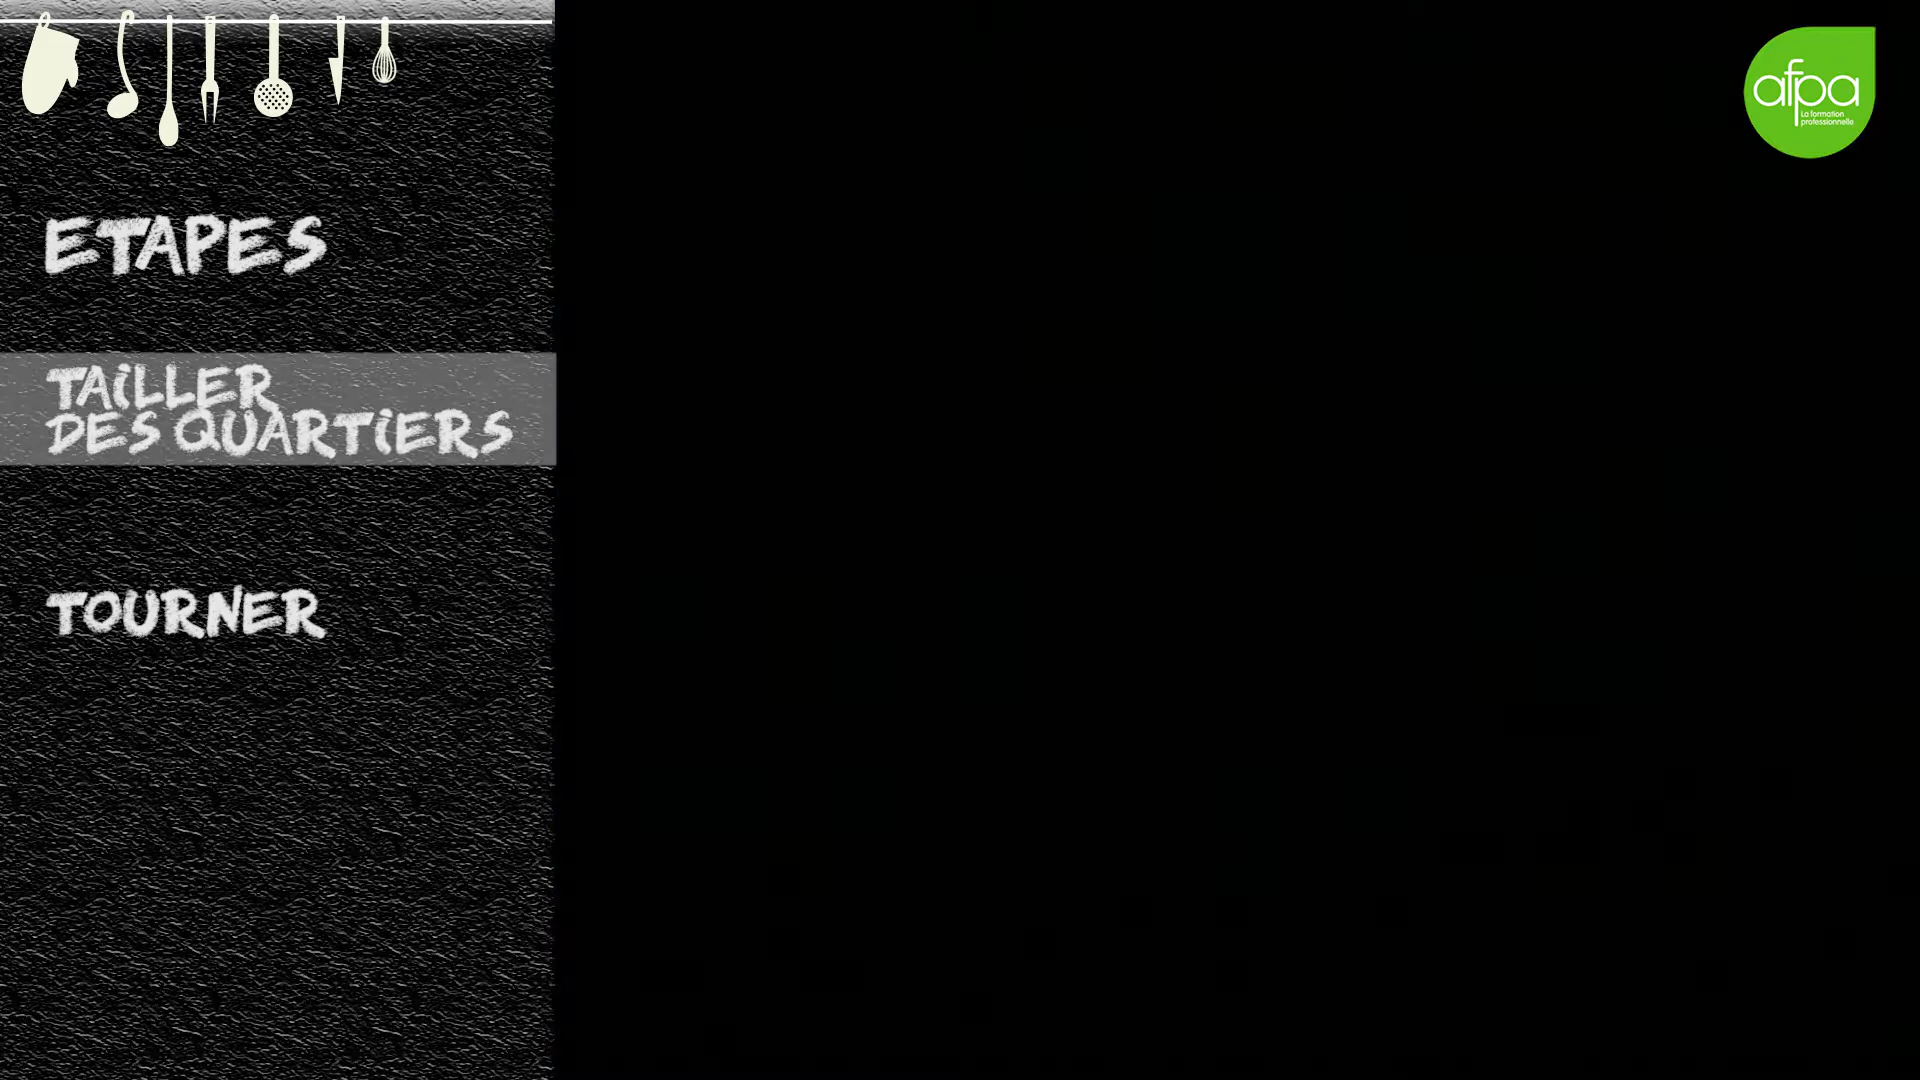 ETAPES
TAiLLER
DES QUARTiERS
TOURNER
afpa
La formation
professionnelle